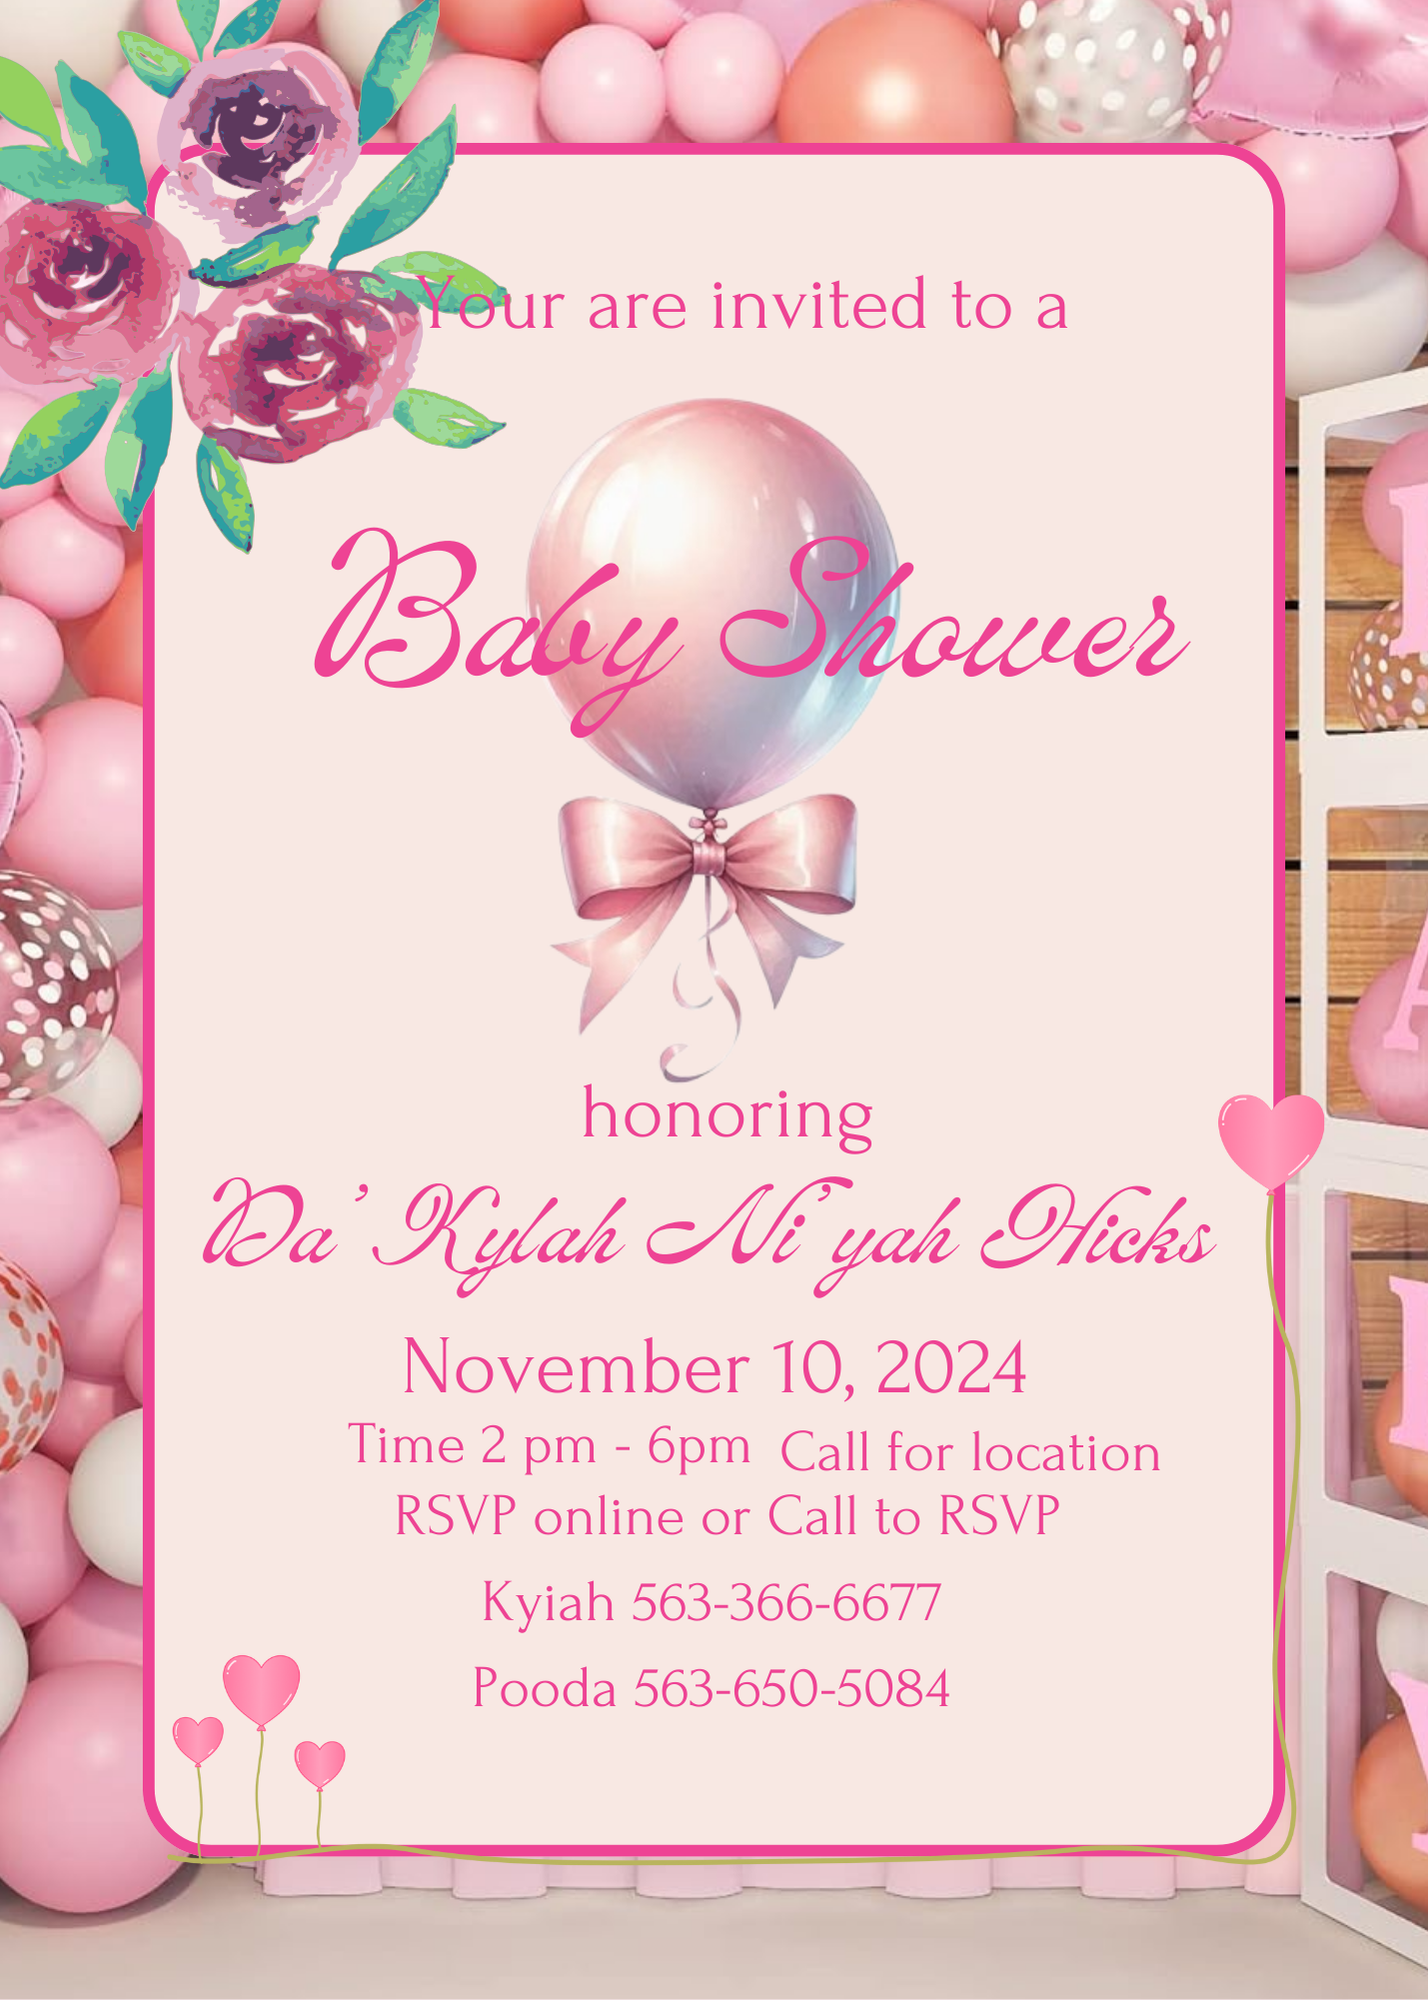 Your are invited to a
Baby Shower
honoring
Da' Kylah Ni'yah Hicks
November 10, 2024
Time 2 pm - 6pm Call for location
RSVP online or Call to RSVP
Kyiah 563-366-6677
Pooda 563-650-5084